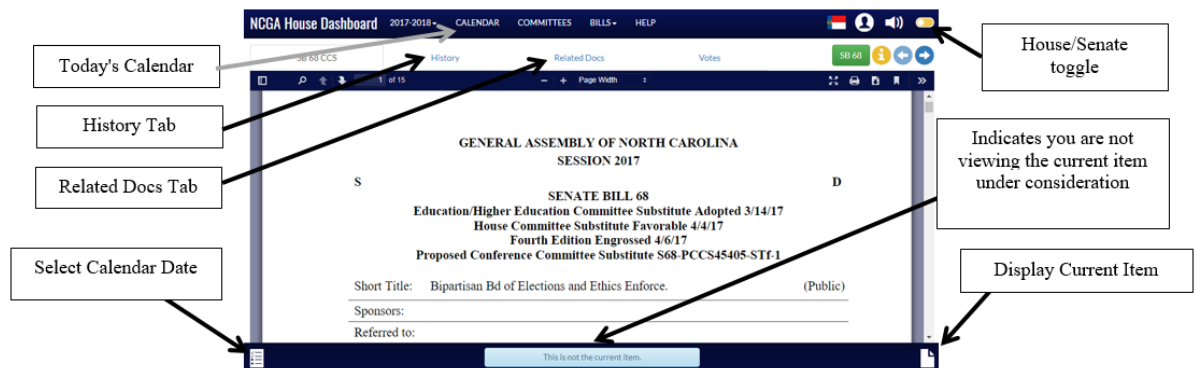 NCGA House Dashboard 2017-2018 CALENDAR COMMITTEES BILLS HELP
Today's Calendar
House/Senate
toggle
SB 68 CCS History Related Docs Votes SB 68
1 of 15 Page Width
History Tab
Indicates you are not
viewing the current item
under consideration
Related Docs Tab
GENERAL ASSEMBLY OF NORTH CAROLINA
SESSION 2017
S D
SENATE BILL 68
Education/Higher Education Committee Substitute Adopted 3/14/17
House Committee Substitute Favorable 4/4/17
Fourth Edition Engrossed 4/6/17
Proposed Conference Committee Substitute S68-PCCS45405-STf-1
Select Calendar Date
Display Current Item
Short Title: Bipartisan Bd of Elections and Ethics Enforce. (Public)
Sponsors:
Referred to:
This is not the current item.